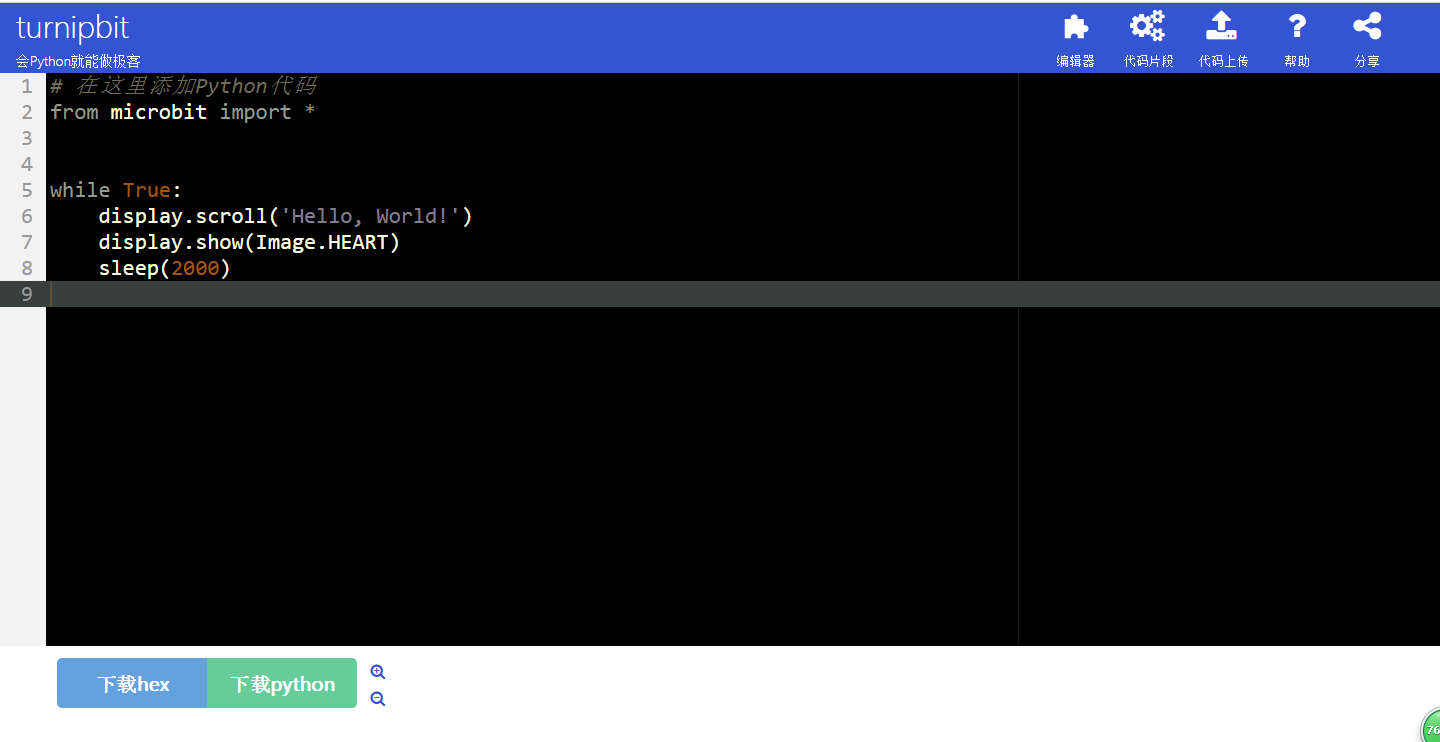 turnipbit
会Python就能做极客
编辑器 代码片段 代码上传 帮助 分享
1 # 在这里添加Python代码
2 from microbit import *
3
4
5 while True:
6     display.scroll('Hello, World!')
7     display.show(Image.HEART)
8     sleep(2000)
9
下载hex 下载python
76